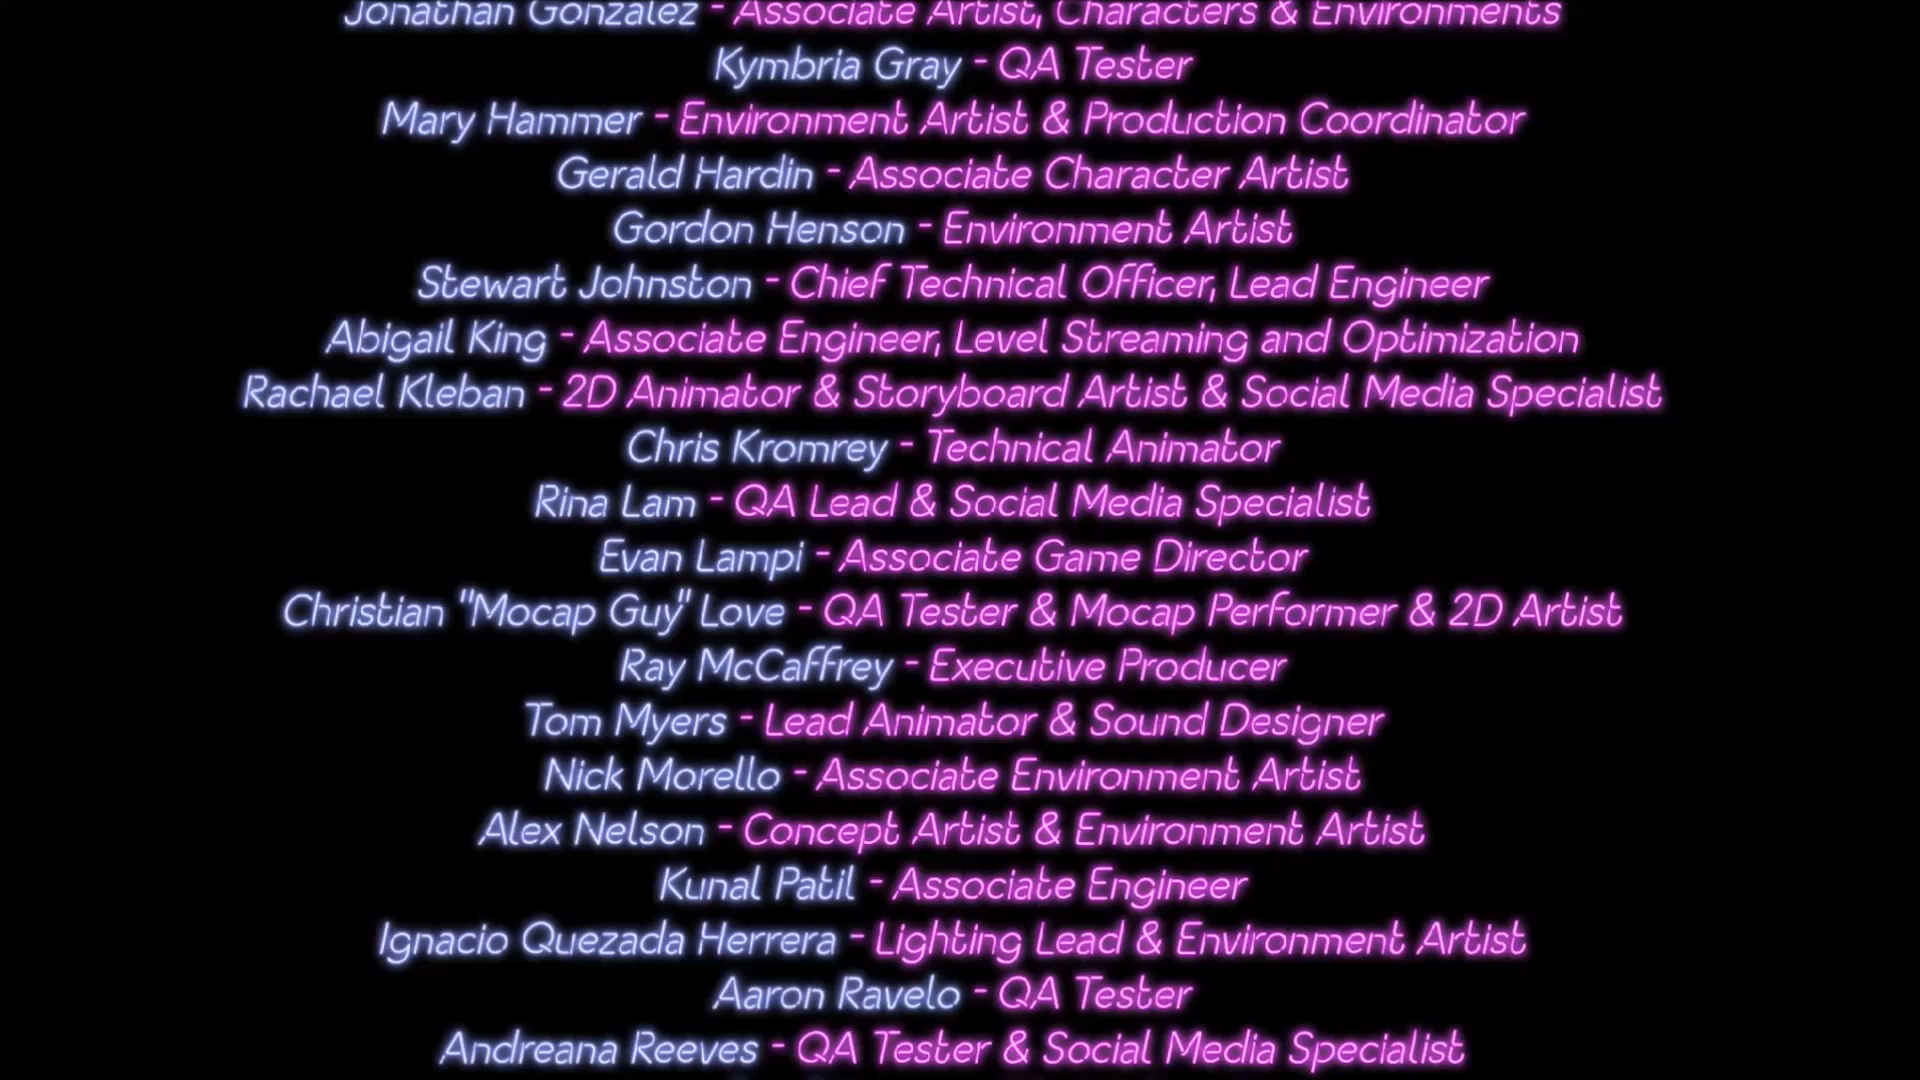 Jonathan Gonzalez - Associate Artist, Characters & Environments
Kymbria Gray - QA Tester
Mary Hammer - Environment Artist & Production Coordinator
Gerald Hardin - Associate Character Artist
Gordon Henson - Environment Artist
Stewart Johnston - Chief Technical Officer, Lead Engineer
Abigail King - Associate Engineer, Level Streaming and Optimization
Rachael Kleban - 2D Animator & Storyboard Artist & Social Media Specialist
Chris Kromrey - Technical Animator
Rina Lam - QA Lead & Social Media Specialist
Evan Lampi - Associate Game Director
Christian "Mocap Guy" Love - QA Tester & Mocap Performer & 2D Artist
Ray McCaffrey - Executive Producer
Tom Myers - Lead Animator & Sound Designer
Nick Morello - Associate Environment Artist
Alex Nelson - Concept Artist & Environment Artist
Kunal Patil - Associate Engineer
Ignacio Quezada Herrera - Lighting Lead & Environment Artist
Aaron Ravelo - QA Tester
Andreana Reeves - QA Tester & Social Media Specialist